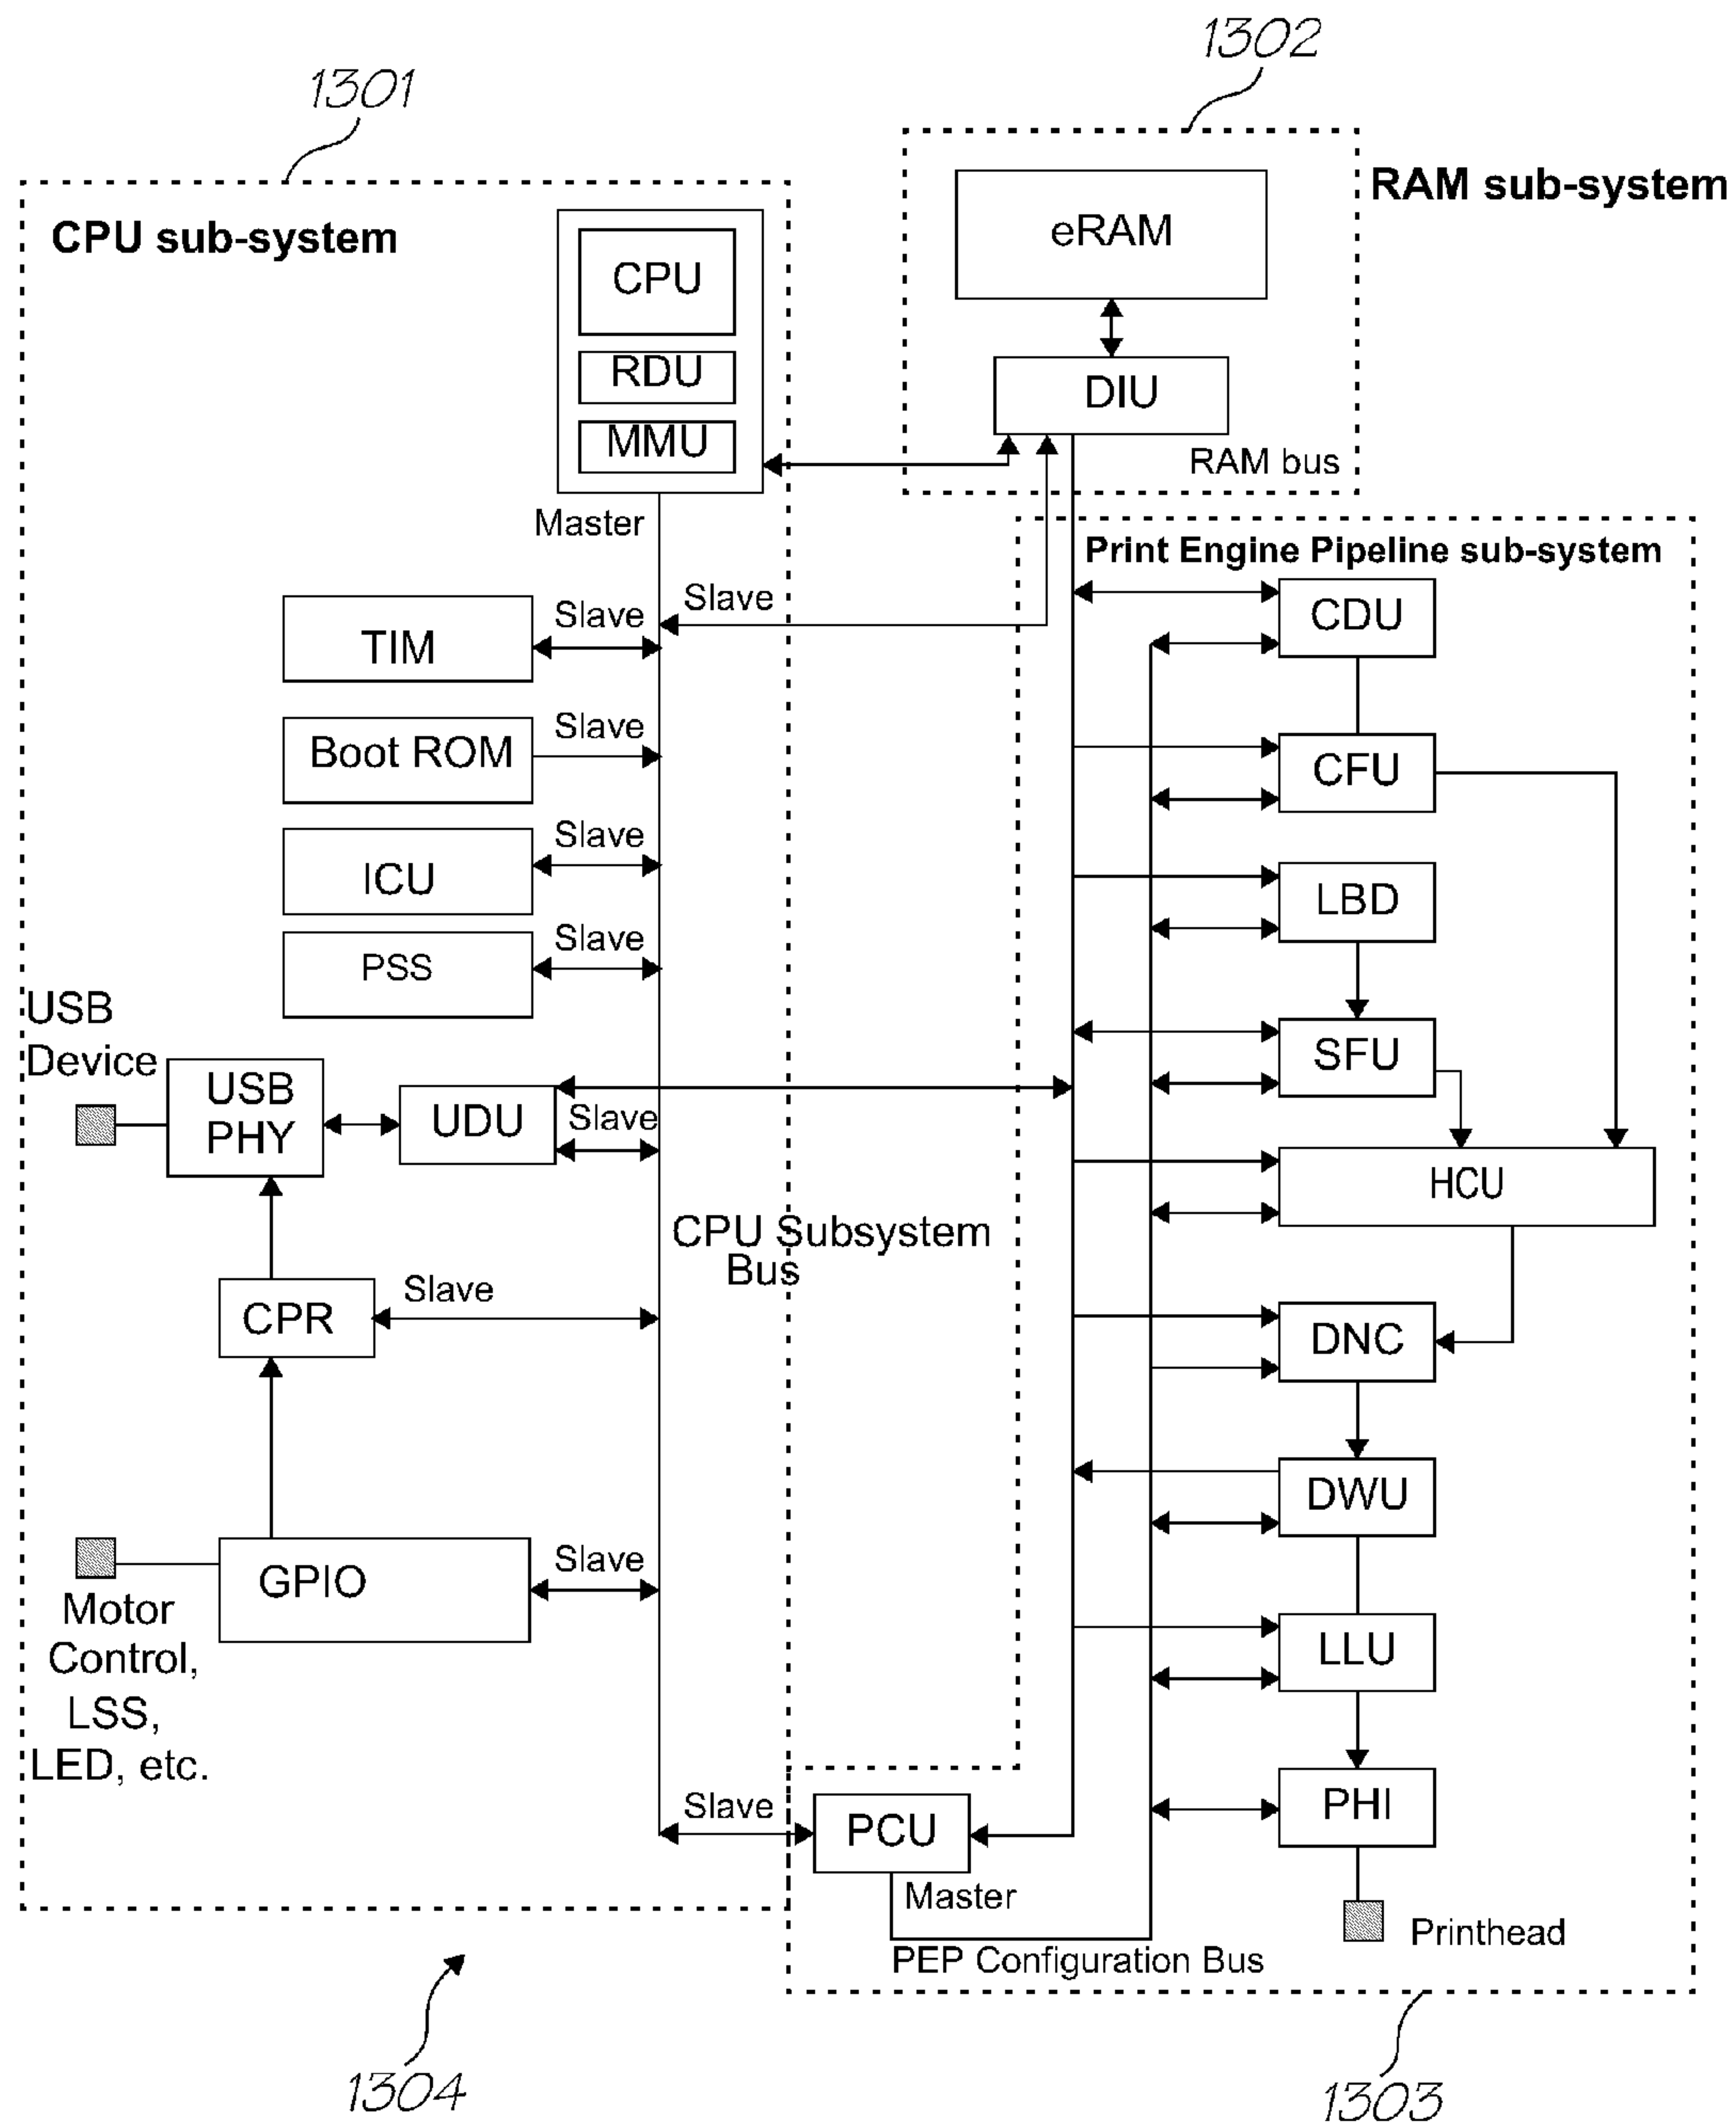 1302
1301
RAM sub-system
CPU sub-system
eRAM
CPU
RDU
MMU
DIU
RAM bus
Master
Print Engine Pipeline sub-system
Slave
Slave
TIM
CDU
Slave
Boot ROM
CFU
Slave
ICU
LBD
Slave
PSS
USB
Device
SFU
USB
PHY
UDU
Slave
HCU
CPU Subsystem
Bus
Slave
CPR
DNC
DWU
Slave
GPIO
Motor
Control,
LSS,
LED, etc.
LLU
Slave
PCU
PHI
Master
Printhead
PEP Configuration Bus
1304
1303